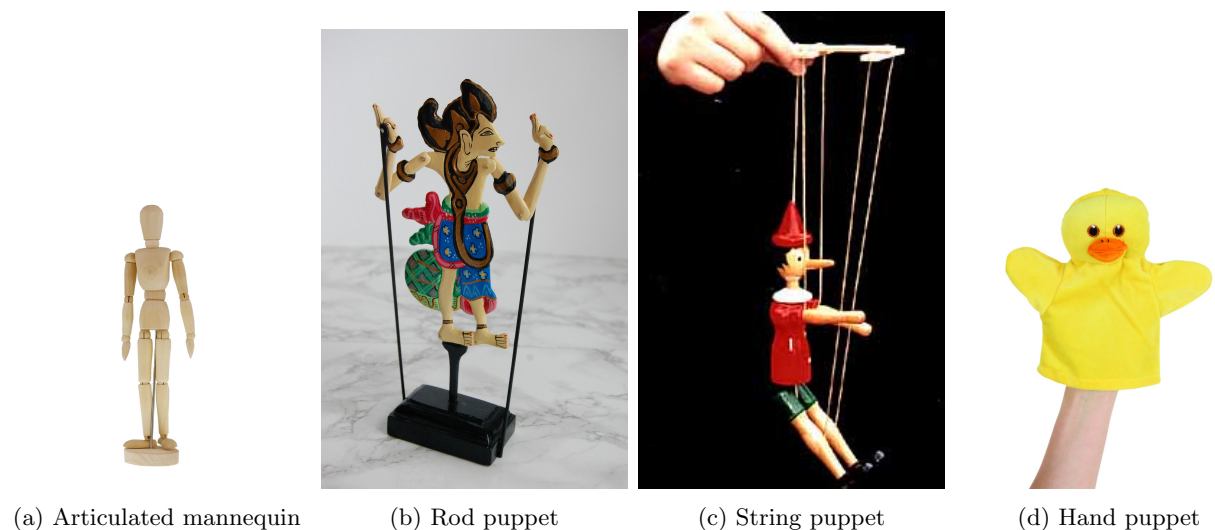 (a) Articulated mannequin
(b) Rod puppet
(c) String puppet
(d) Hand puppet